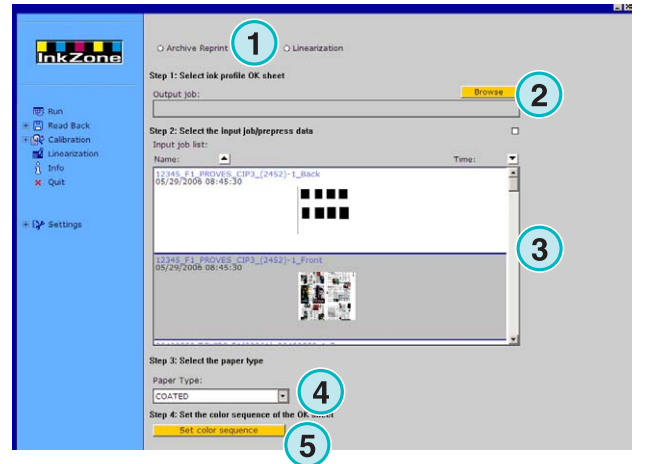 InkZone
Archive Reprint
1
Linearization
Step 1: Select ink profile OK sheet
Output job:
Browse
2
Run
Read Back
Calibration
Linearization
Info
Quit
Settings
Step 2: Select the input job/prepress data
Input job list:
Name:
Time:
12345_F1_PROVES_CIP3_(2452)-1_Back
05/29/2006 08:45:30
12345_F1_PROVES_CIP3_(2452)-1_Front
05/29/2006 08:45:30
3
Step 3: Select the paper type
Paper Type:
COATED
4
Step 4: Set the color sequence of the OK sheet
Set color sequence
5